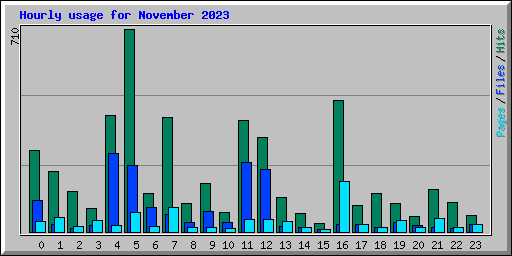 Hourly usage for November 2023
710
Pages / Files / Hits
0 1 2 3 4 5 6 7 8 9 10 11 12 13 14 15 16 17 18 19 20 21 22 23